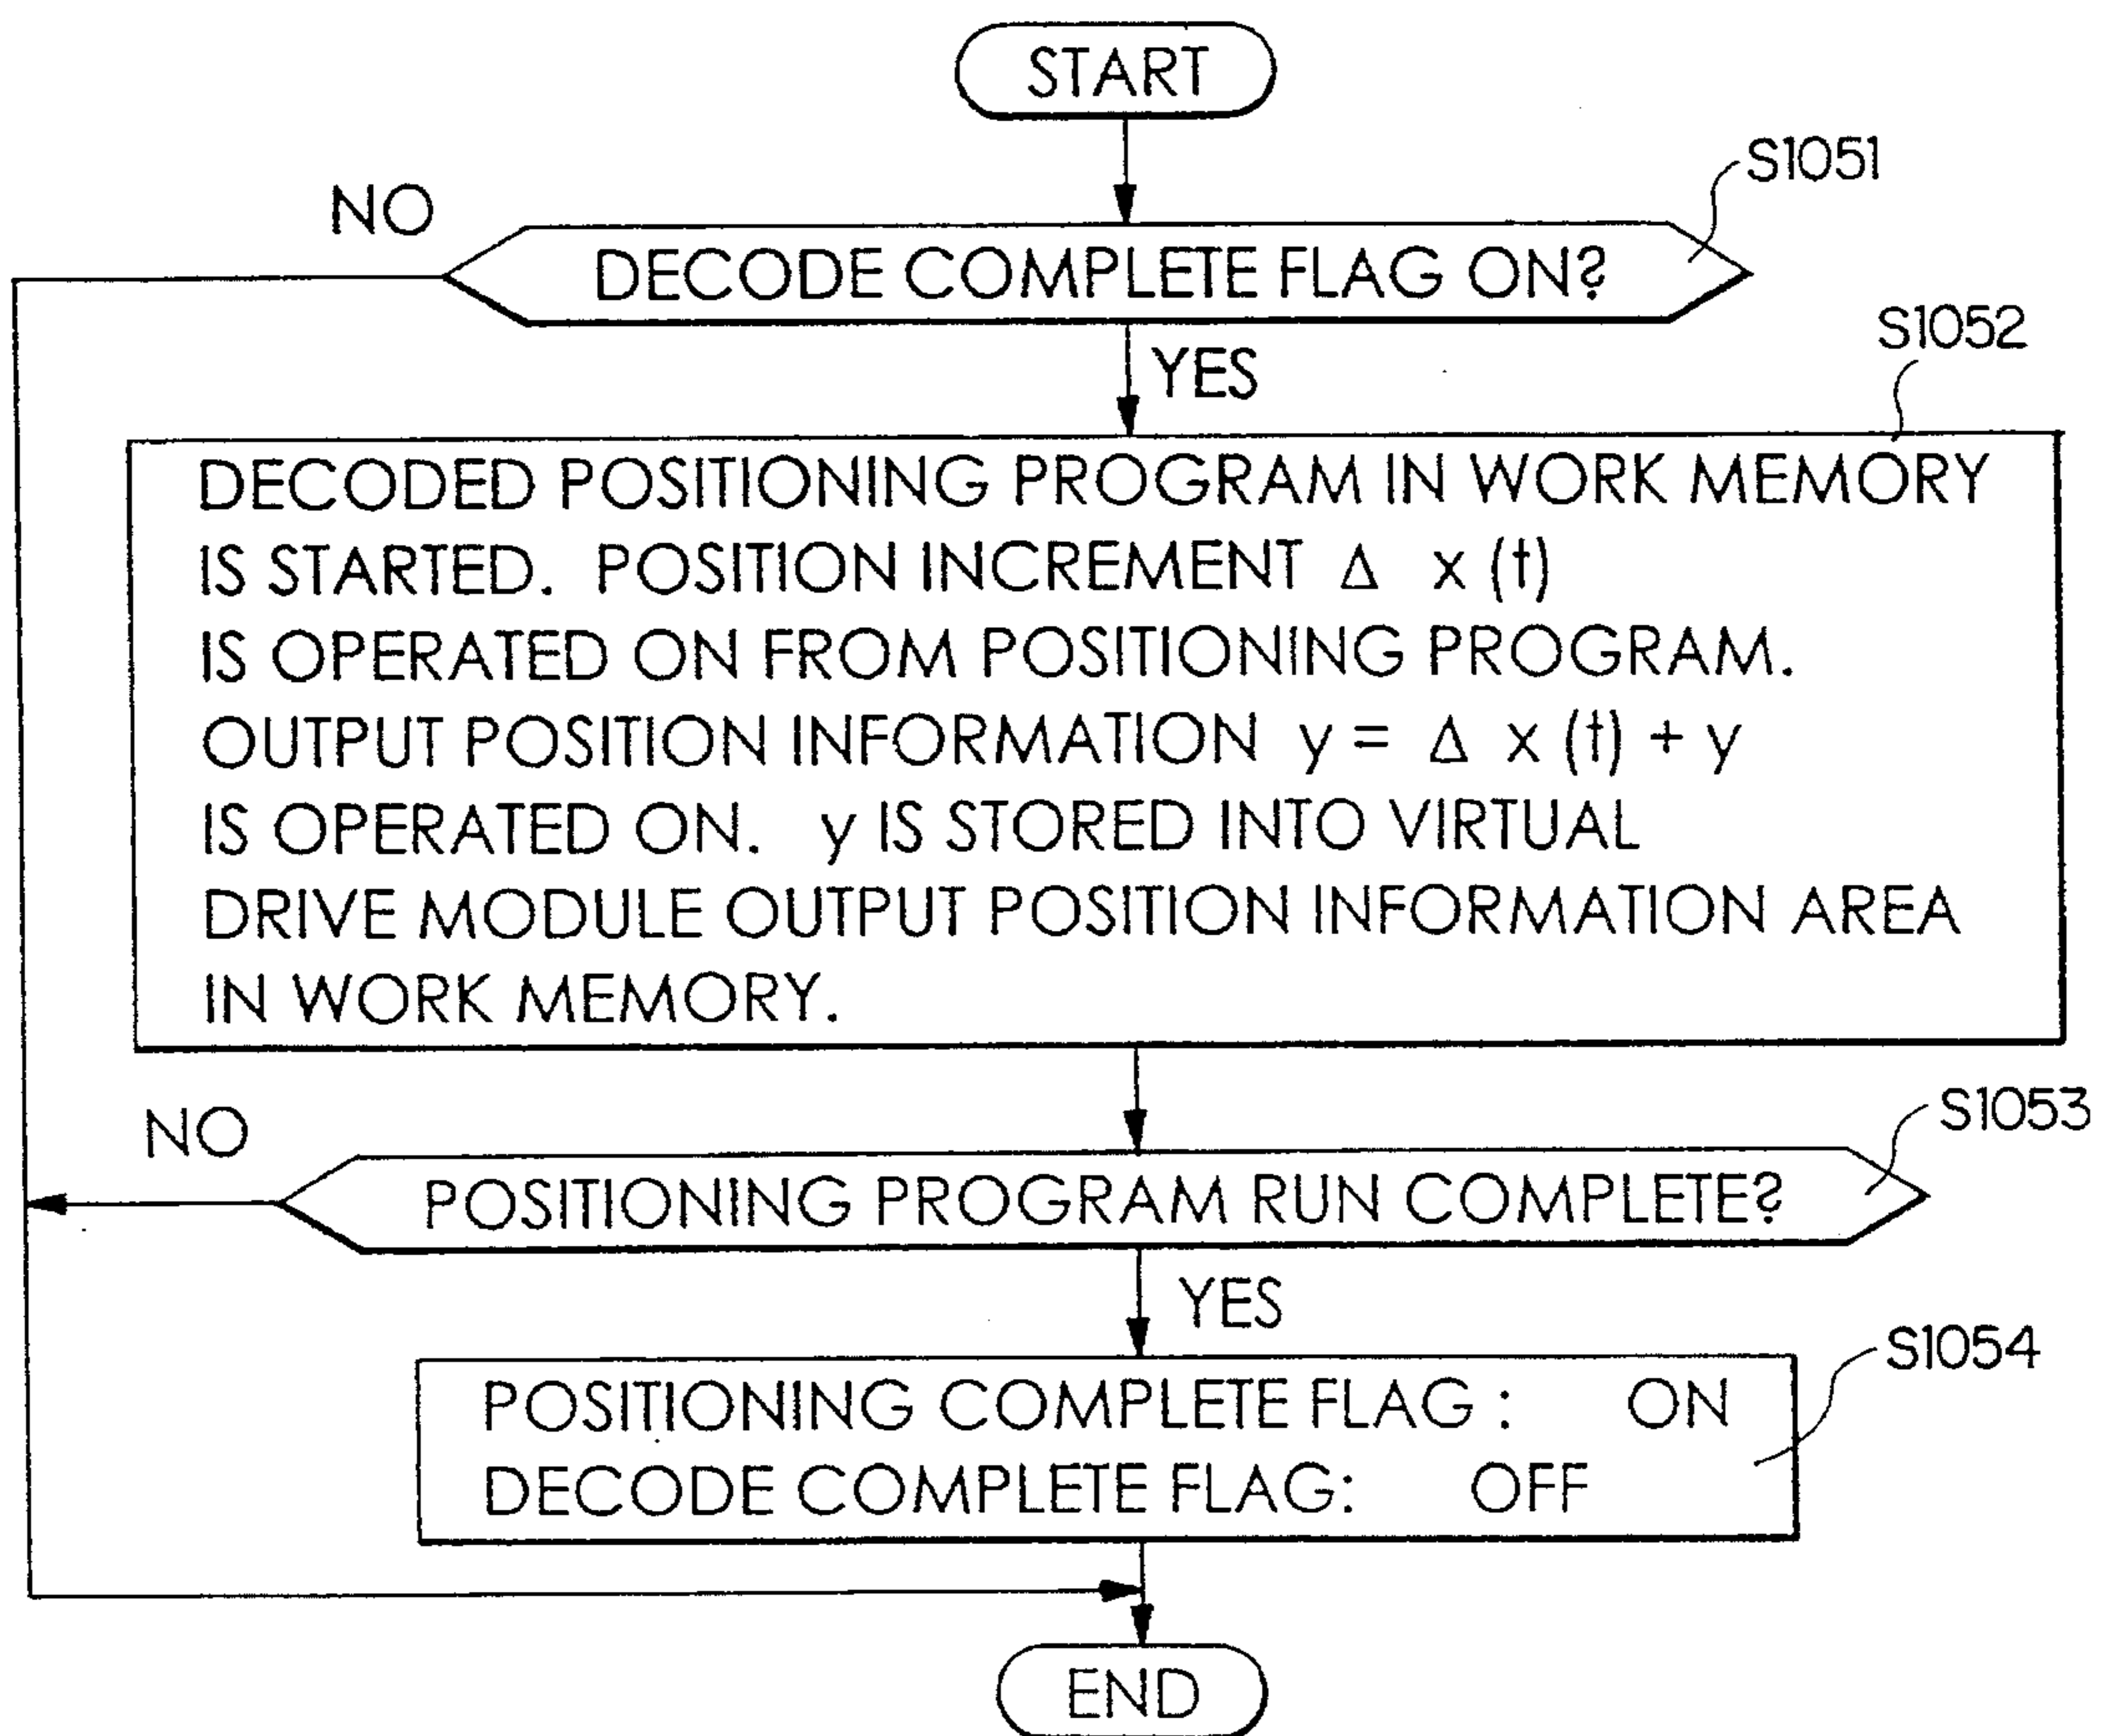 START
S1051
NO
DECODE COMPLETE FLAG ON?
S1052
YES
DECODED POSITIONING PROGRAM IN WORK MEMORY
IS STARTED. POSITION INCREMENT Δ x (t)
IS OPERATED ON FROM POSITIONING PROGRAM.
OUTPUT POSITION INFORMATION y = Δ x (t) + y
IS OPERATED ON. y IS STORED INTO VIRTUAL
DRIVE MODULE OUTPUT POSITION INFORMATION AREA
IN WORK MEMORY.
S1053
NO
POSITIONING PROGRAM RUN COMPLETE?
YES
S1054
POSITIONING COMPLETE FLAG : ON
DECODE COMPLETE FLAG: OFF
END